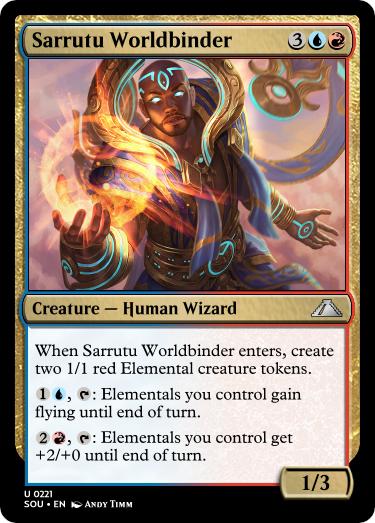 Sarrutu Worldbinder 3
Creature — Human Wizard
When Sarrutu Worldbinder enters, create
two 1/1 red Elemental creature tokens.
1, : Elementals you control gain
flying until end of turn.
2, : Elementals you control get
+2/+0 until end of turn.
1/3
U 0221
SOU • EN Andy Timm